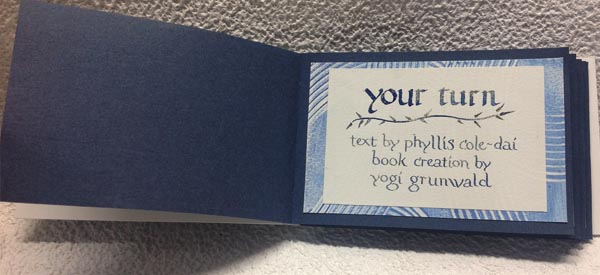 your turn
text by phyllis cole-dai
book creation by
yogi grunwald